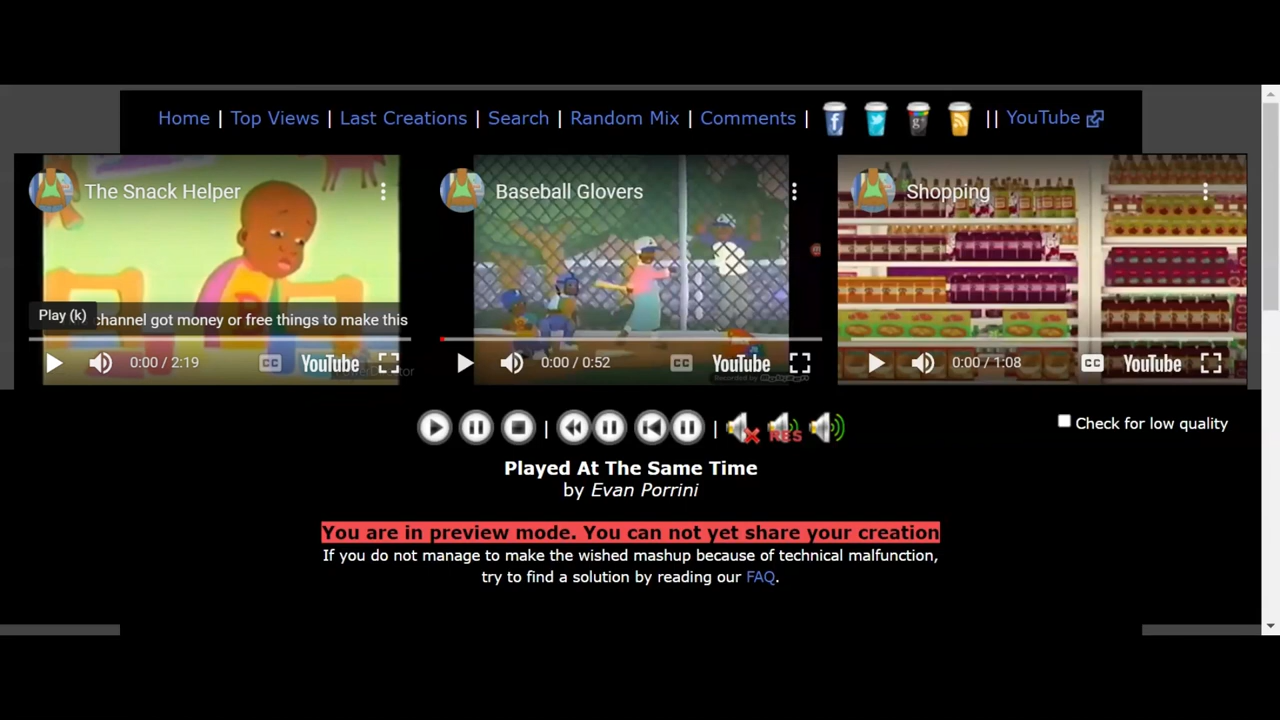 Home | Top Views | Last Creations | Search | Random Mix | Comments | || YouTube
The Snack Helper
Baseball Glovers
Shopping
Play (k)
channel got money or free things to make this
0:00 / 2:19 CC YouTube
0:00 / 0:52 CC YouTube
0:00 / 1:08 CC YouTube
| | RES
Check for low quality
Played At The Same Time
by Evan Porrini
You are in preview mode. You can not yet share your creation
If you do not manage to make the wished mashup because of technical malfunction,
try to find a solution by reading our FAQ.